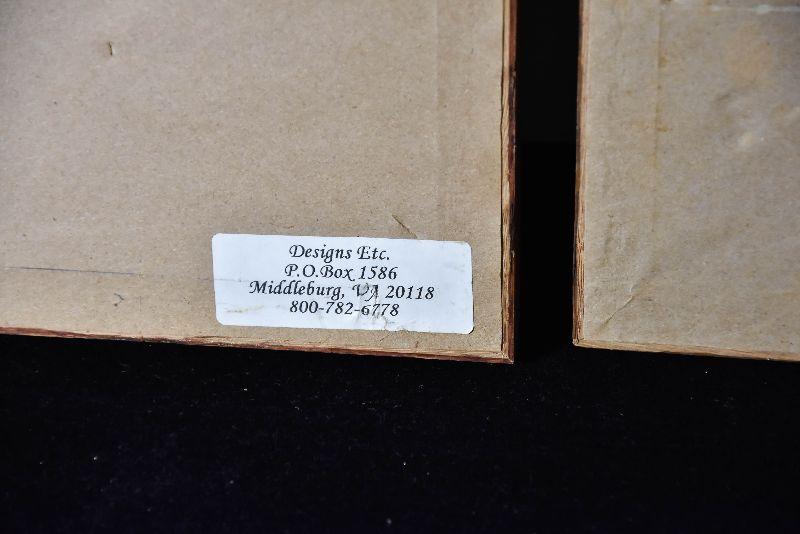 Designs Etc.
P.O.Box 1586
Middleburg, VA 20118
800-782-6778